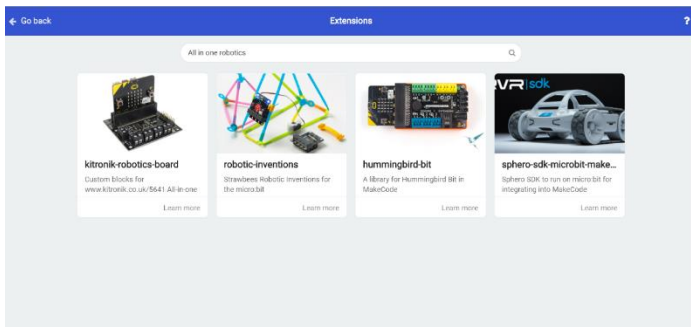 Go back
Extensions
?
All in one robotics
VR|sdk
kitronik-robotics-board
Custom blocks for
www.kitronik.co.uk/5641 All-in-one
Learn more
robotic-inventions
Strawbees Robotic Inventions for
the micro:bit
Learn more
hummingbird-bit
A library for Hummingbird Bit in
MakeCode
Learn more
sphero-sdk-microbit-make...
Sphero SDK to run on micro:bit for
integrating into MakeCode
Learn more